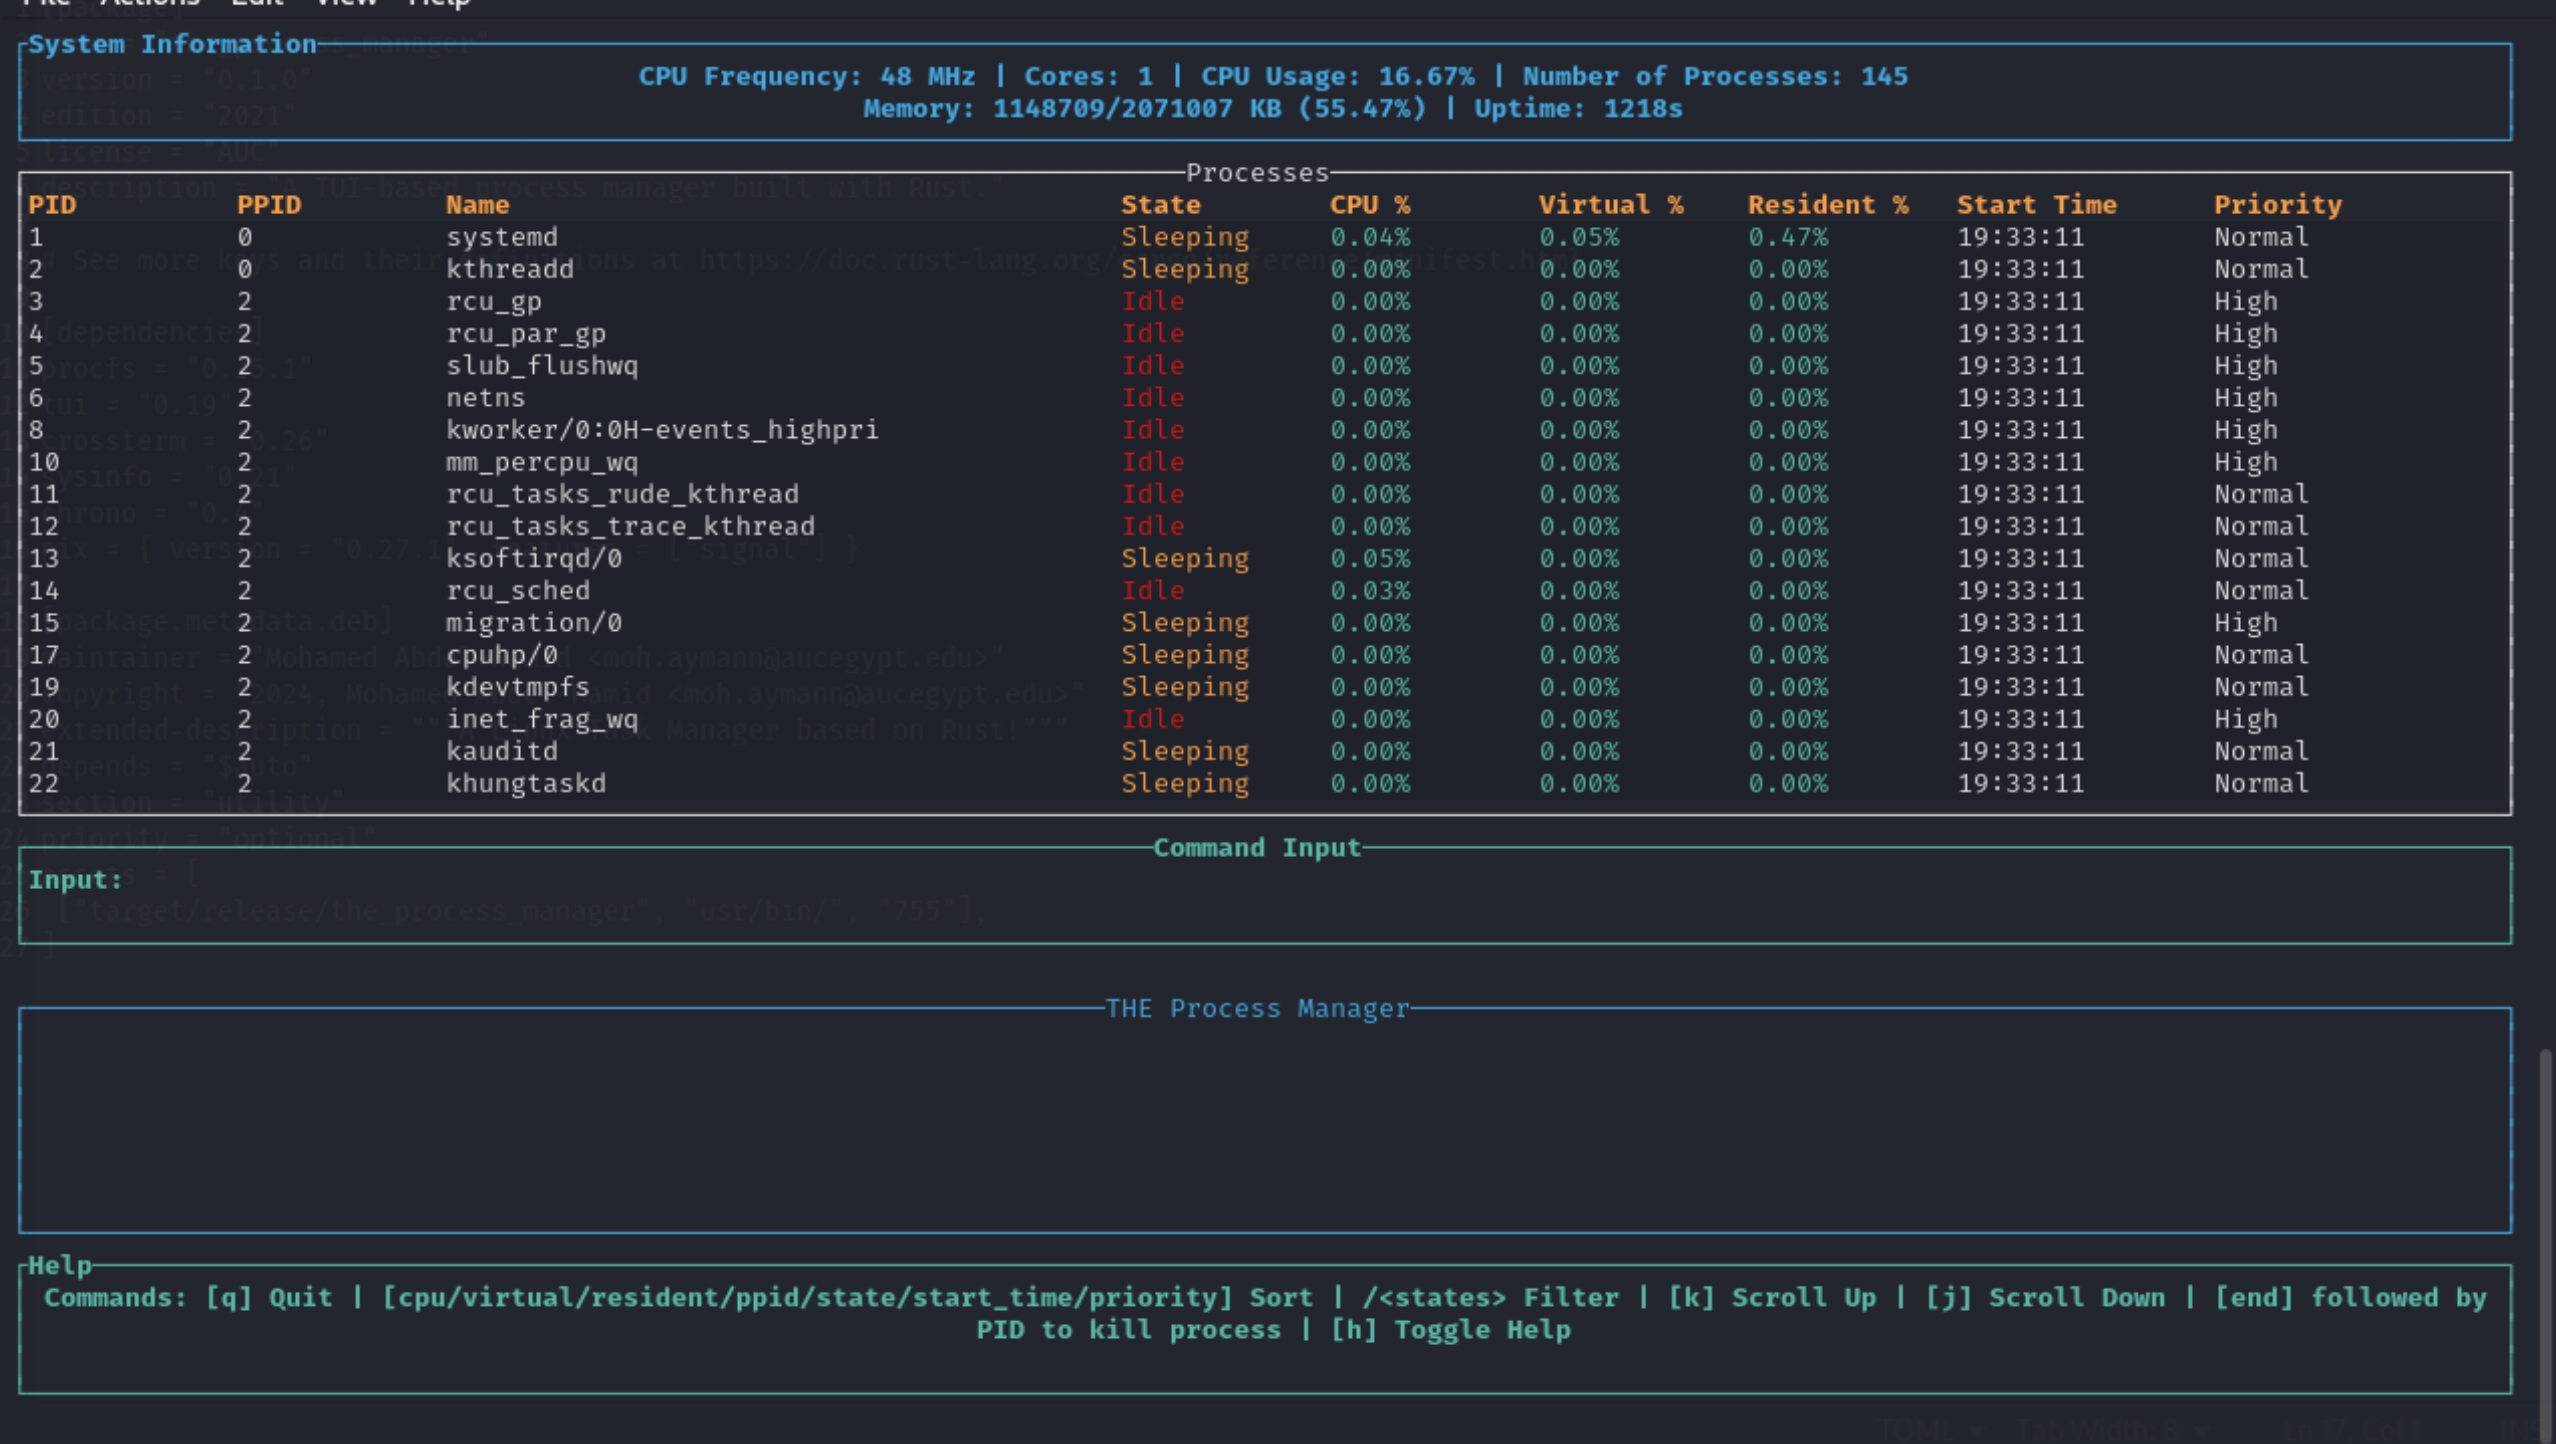 File Actions Edit View Help
System Information
CPU Frequency: 48 MHz | Cores: 1 | CPU Usage: 16.67% | Number of Processes: 145
Memory: 1148709/2071007 KB (55.47%) | Uptime: 1218s
Processes
PID PPID Name State CPU % Virtual % Resident % Start Time Priority
1 0 systemd Sleeping 0.04% 0.05% 0.47% 19:33:11 Normal
2 0 kthreadd Sleeping 0.00% 0.00% 0.00% 19:33:11 Normal
3 2 rcu_gp Idle 0.00% 0.00% 0.00% 19:33:11 High
4 2 rcu_par_gp Idle 0.00% 0.00% 0.00% 19:33:11 High
5 2 slub_flushwq Idle 0.00% 0.00% 0.00% 19:33:11 High
6 2 netns Idle 0.00% 0.00% 0.00% 19:33:11 High
8 2 kworker/0:0H-events_highpri Idle 0.00% 0.00% 0.00% 19:33:11 High
10 2 mm_percpu_wq Idle 0.00% 0.00% 0.00% 19:33:11 High
11 2 rcu_tasks_rude_kthread Idle 0.00% 0.00% 0.00% 19:33:11 Normal
12 2 rcu_tasks_trace_kthread Idle 0.00% 0.00% 0.00% 19:33:11 Normal
13 2 ksoftirqd/0 Sleeping 0.05% 0.00% 0.00% 19:33:11 Normal
14 2 rcu_sched Idle 0.03% 0.00% 0.00% 19:33:11 Normal
15 2 migration/0 Sleeping 0.00% 0.00% 0.00% 19:33:11 High
17 2 cpuhp/0 Sleeping 0.00% 0.00% 0.00% 19:33:11 Normal
19 2 kdevtmpfs Sleeping 0.00% 0.00% 0.00% 19:33:11 Normal
20 2 inet_frag_wq Idle 0.00% 0.00% 0.00% 19:33:11 High
21 2 kauditd Sleeping 0.00% 0.00% 0.00% 19:33:11 Normal
22 2 khungtaskd Sleeping 0.00% 0.00% 0.00% 19:33:11 Normal
Command Input
Input:
THE Process Manager
Help
Commands: [q] Quit | [cpu/virtual/resident/ppid/state/start_time/priority] Sort | /<states> Filter | [k] Scroll Up | [j] Scroll Down | [end] followed by
PID to kill process | [h] Toggle Help